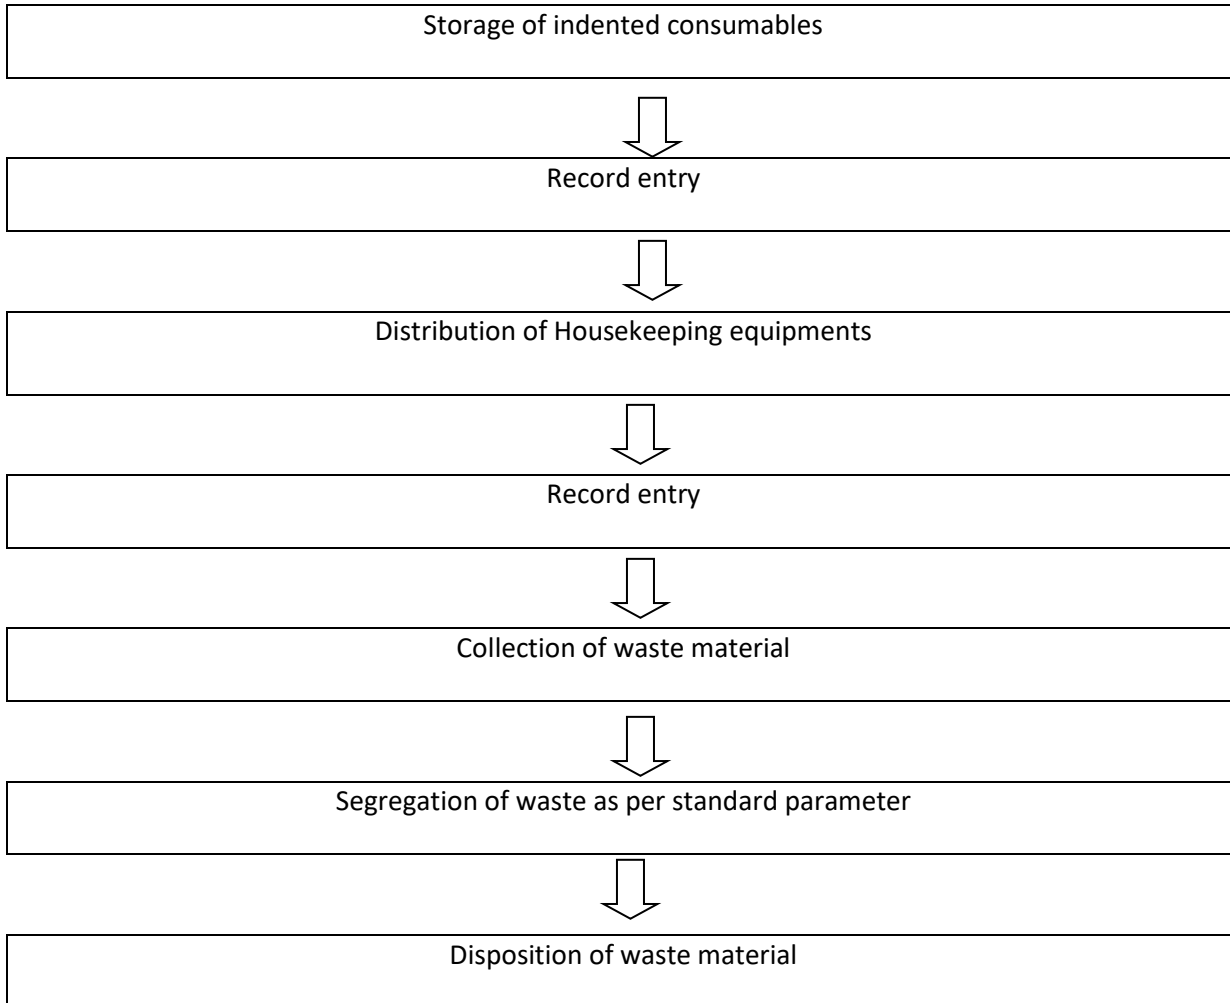 Storage of indented consumables
Record entry
Distribution of Housekeeping equipments
Record entry
Collection of waste material
Segregation of waste as per standard parameter
Disposition of waste material